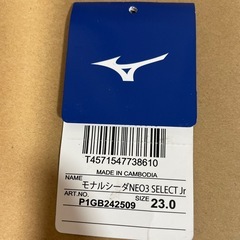 T4571547738610
MADE IN CAMBODIA
NAME モナルシーダNEO3 SELECT Jr
ART.NO. P1GB242509 SIZE 23.0